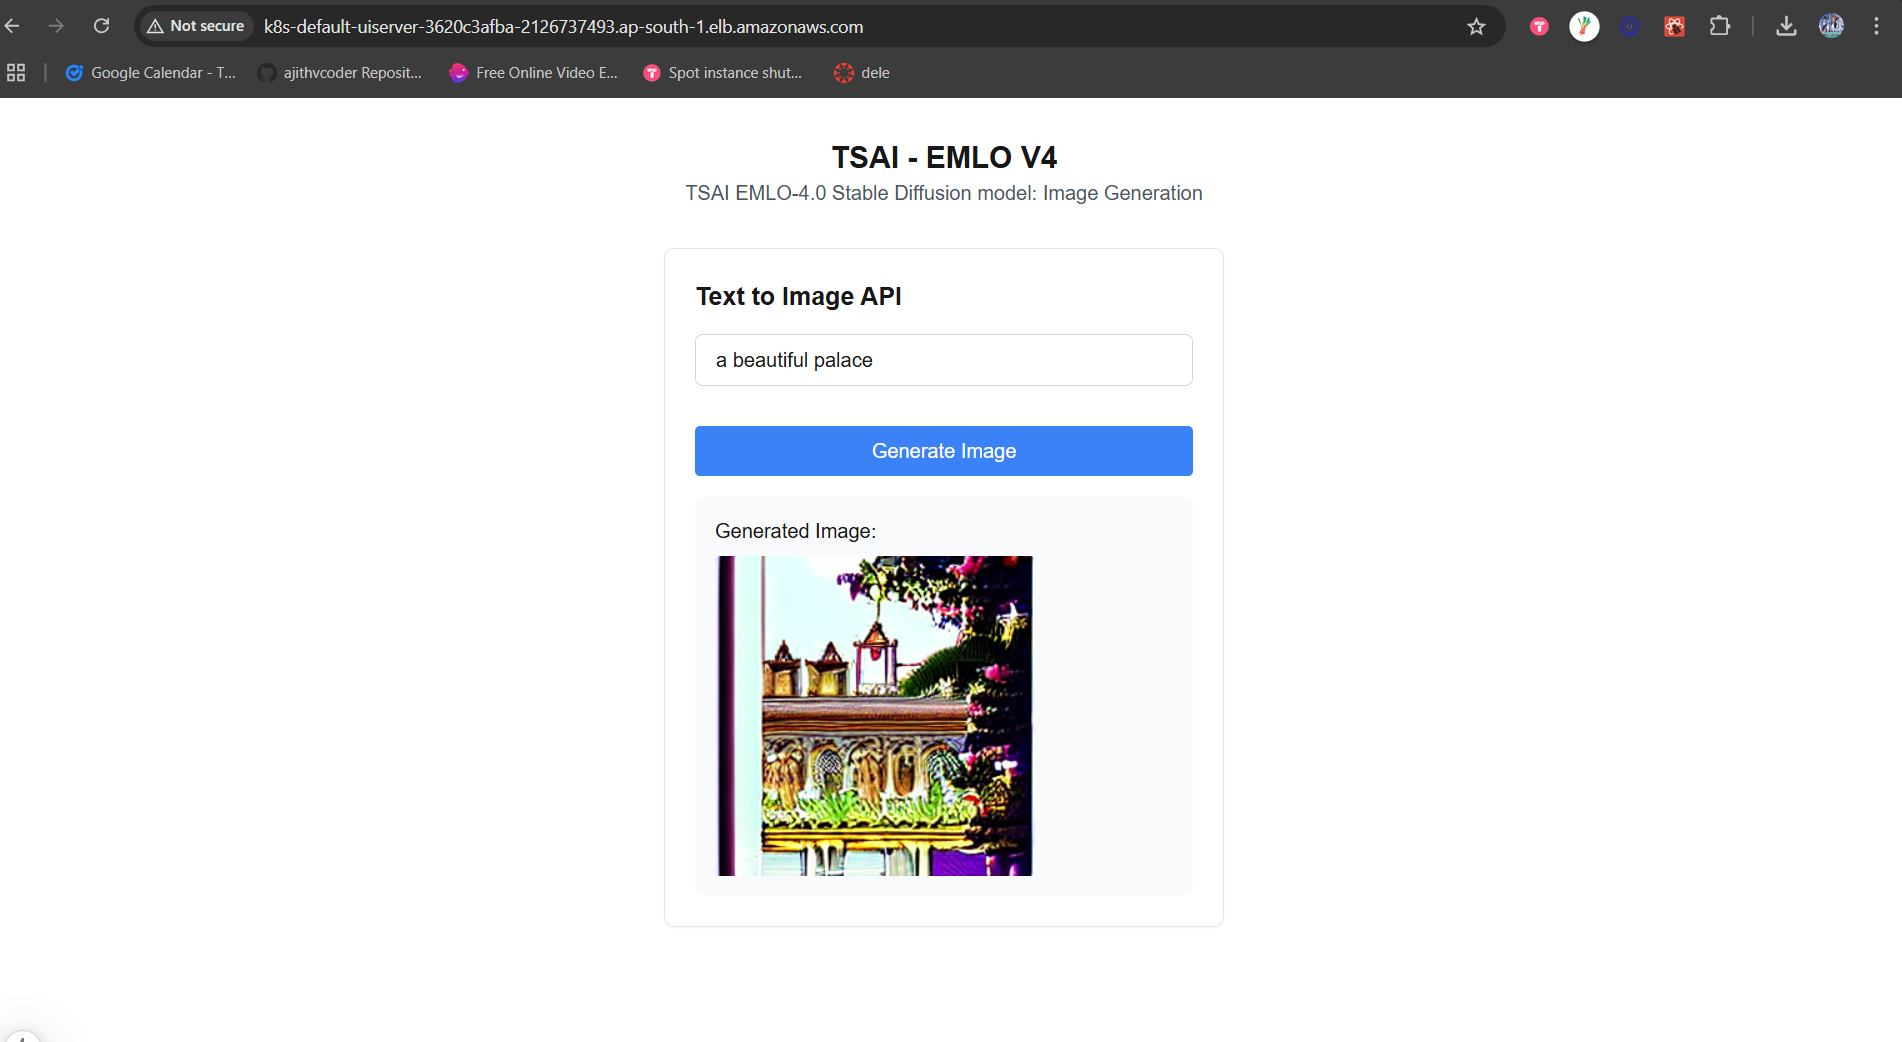 Not secure
k8s-default-uiserver-3620c3afba-2126737493.ap-south-1.elb.amazonaws.com
Google Calendar - T...
ajithvcoder Reposit...
Free Online Video E...
Spot instance shut...
dele
TSAI - EMLO V4
TSAI EMLO-4.0 Stable Diffusion model: Image Generation
Text to Image API
a beautiful palace
Generate Image
Generated Image: